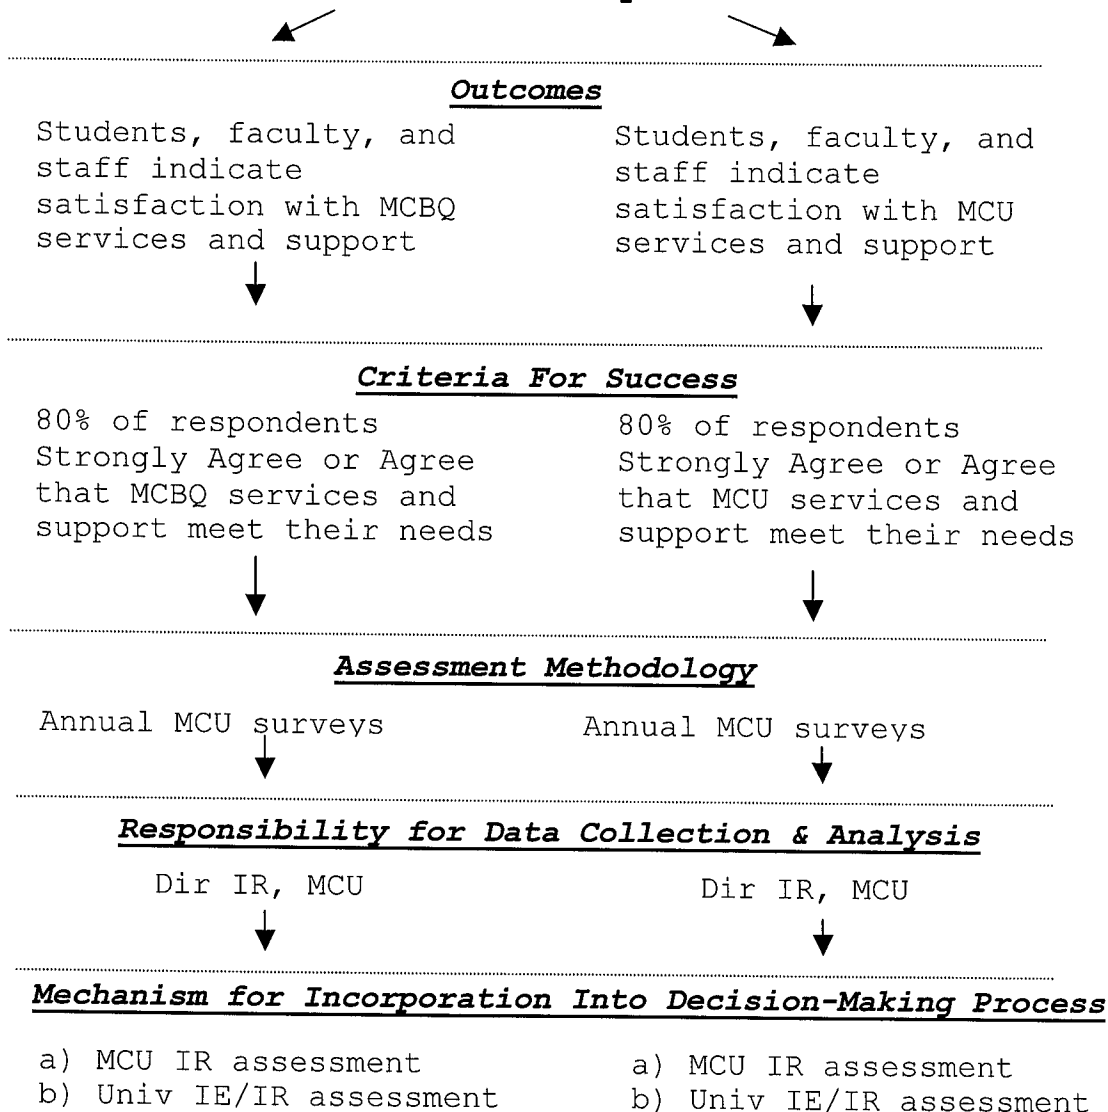 Outcomes
Students, faculty, and
staff indicate
satisfaction with MCBQ
services and support
Students, faculty, and
staff indicate
satisfaction with MCU
services and support
Criteria For Success
80% of respondents
Strongly Agree or Agree
that MCBQ services and
support meet their needs
80% of respondents
Strongly Agree or Agree
that MCU services and
support meet their needs
Assessment Methodology
Annual MCU surveys
Annual MCU surveys
Responsibility for Data Collection & Analysis
Dir IR, MCU
Dir IR, MCU
Mechanism for Incorporation Into Decision-Making Process
a) MCU IR assessment
b) Univ IE/IR assessment
a) MCU IR assessment
b) Univ IE/IR assessment